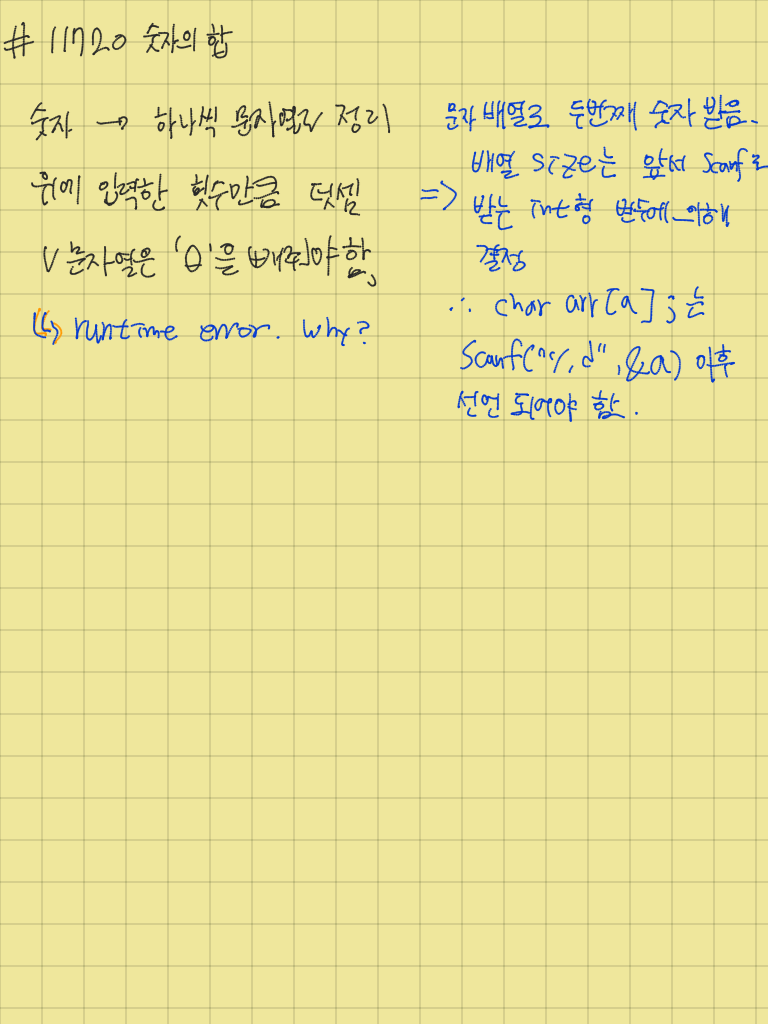 # 11720 숫자의 합
숫자 → 하나씩 문자열로 정리
위에 입력한 횟수만큼 덧셈
V 문자열은 '0'을 빼줘야 함,
↳ runtime error. why?
문자 배열로 두번째 숫자 받음.
배열 size는 앞서 scanf로
=> 받는 int형 변수에 의해
결정
∴ char arr[a];는
Scanf("%d", &a) 이후
선언 되어야 함.